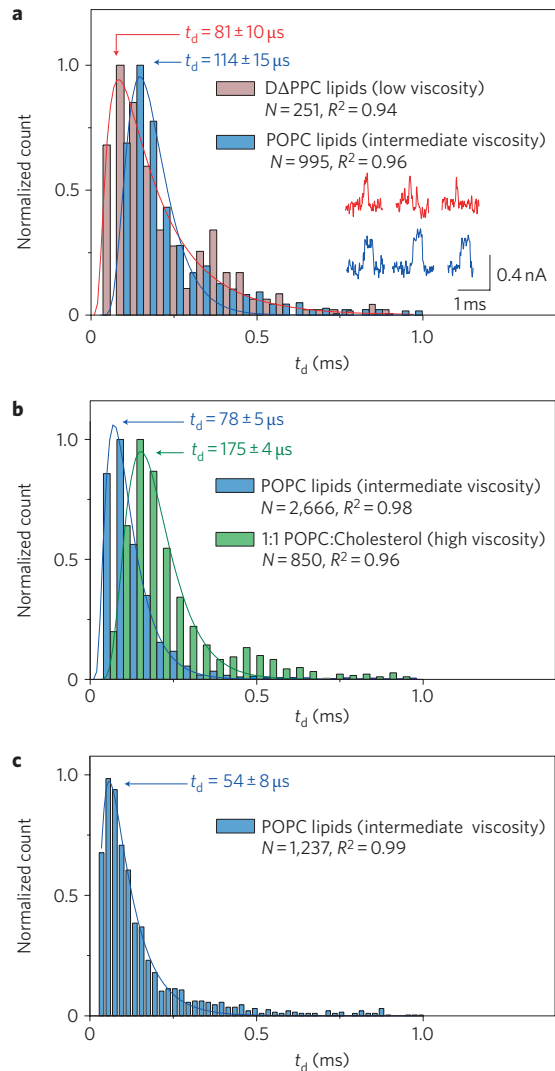 a
t_d = 81 ± 10 μs
t_d = 114 ± 15 μs
DΔPPC lipids (low viscosity)
N = 251, R² = 0.94
POPC lipids (intermediate viscosity)
N = 995, R² = 0.96
0.4 nA
1 ms
Normalized count
1.0
0.5
0
0 0.5 1.0
t_d (ms)
b
t_d = 78 ± 5 μs
t_d = 175 ± 4 μs
POPC lipids (intermediate viscosity)
N = 2,666, R² = 0.98
1:1 POPC:Cholesterol (high viscosity)
N = 850, R² = 0.96
Normalized count
1.0
0.5
0
0 0.5 1.0
t_d (ms)
c
t_d = 54 ± 8 μs
POPC lipids (intermediate viscosity)
N = 1,237, R² = 0.99
Normalized count
1.0
0.5
0
0 0.5 1.0
t_d (ms)